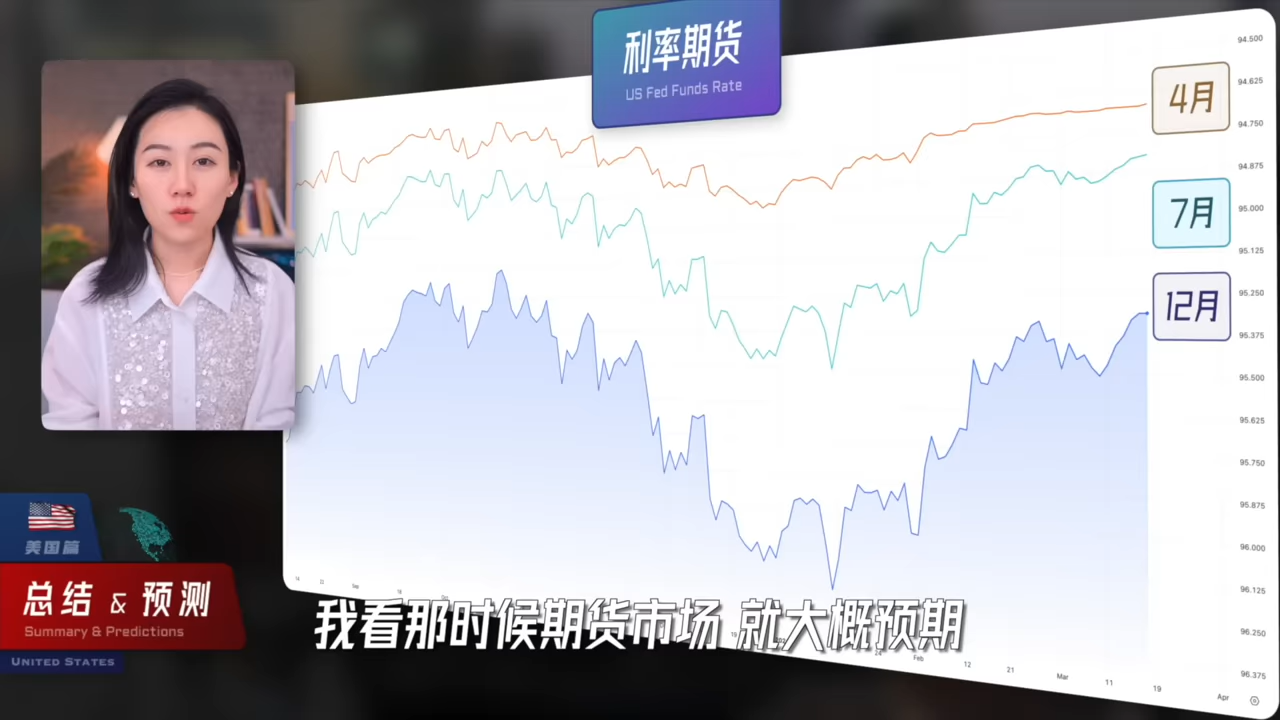 利率期货
US Fed Funds Rate
4月
7月
12月
94.500
94.625
94.750
94.875
95.000
95.125
95.250
95.375
95.500
95.625
95.750
95.875
96.000
96.125
96.250
96.375
Feb
12
21
Mar
11
19
Apr
美国篇
总结 & 预测
Summary & Predictions
UNITED STATES
我看那时候期货市场 就大概预期